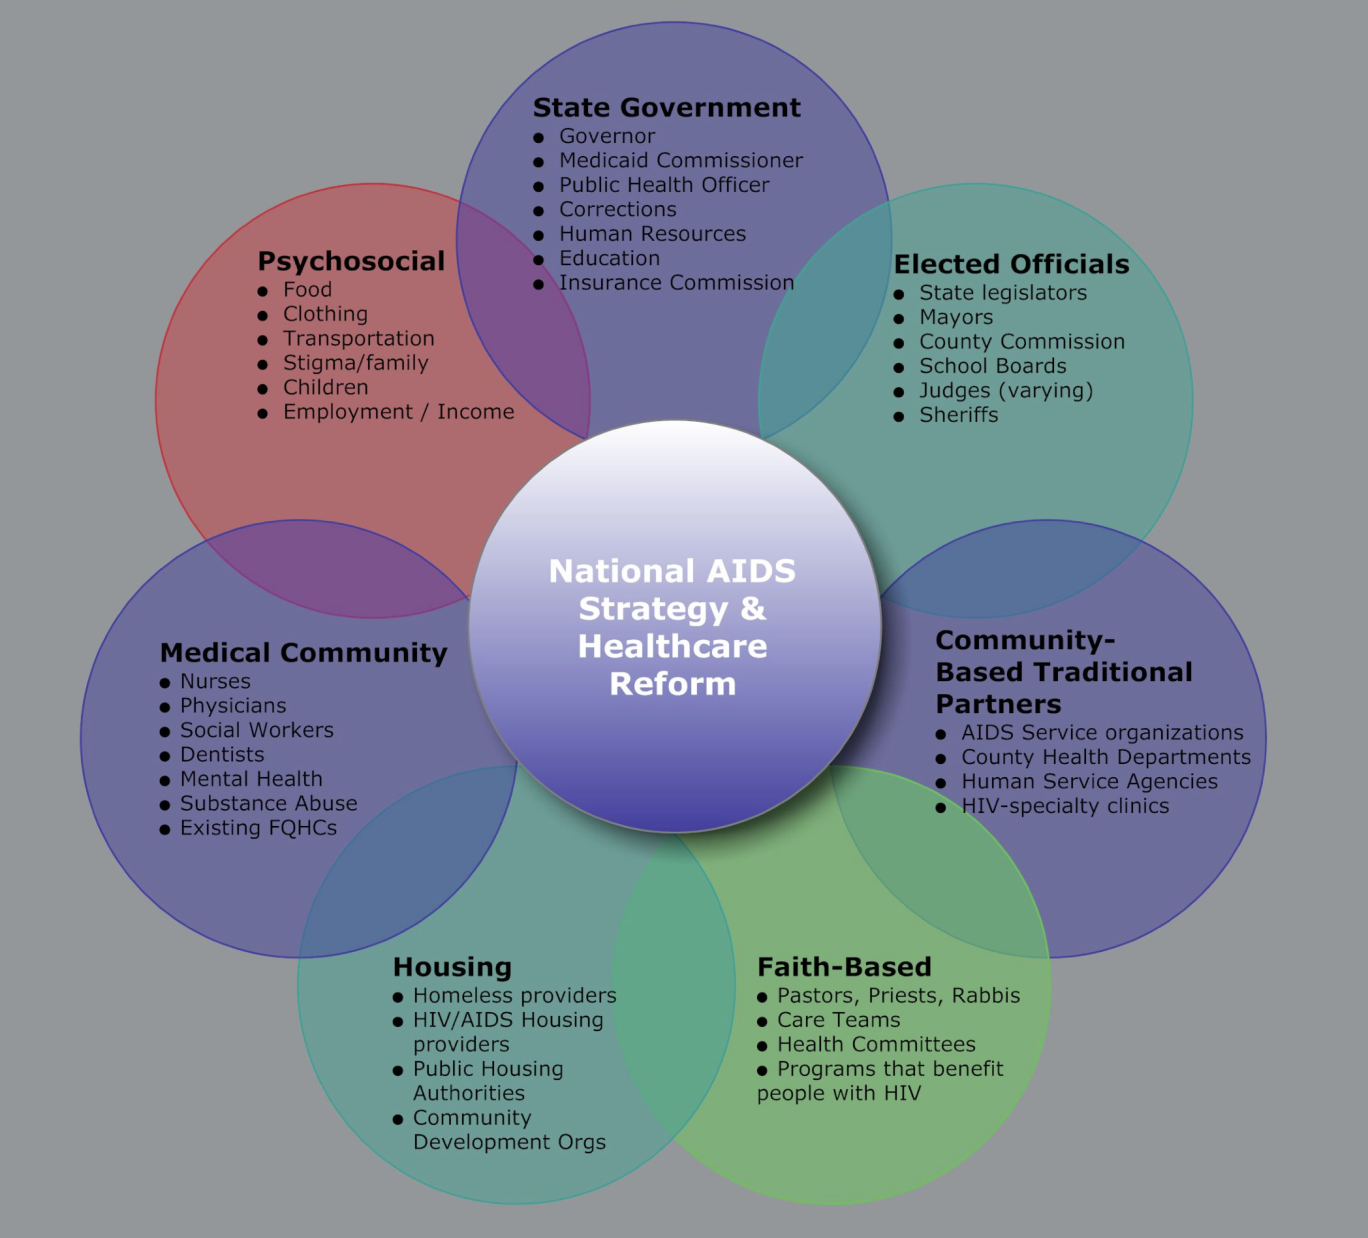 State Government
● Governor
● Medicaid Commissioner
● Public Health Officer
● Corrections
● Human Resources
● Education
● Insurance Commission
Psychosocial
● Food
● Clothing
● Transportation
● Stigma/family
● Children
● Employment / Income
Elected Officials
● State legislators
● Mayors
● County Commission
● School Boards
● Judges (varying)
● Sheriffs
National AIDS
Strategy &
Healthcare
Reform
Medical Community
● Nurses
● Physicians
● Social Workers
● Dentists
● Mental Health
● Substance Abuse
● Existing FQHCs
Community-
Based Traditional
Partners
● AIDS Service organizations
● County Health Departments
● Human Service Agencies
● HIV-specialty clinics
Housing
● Homeless providers
● HIV/AIDS Housing
providers
● Public Housing
Authorities
● Community
Development Orgs
Faith-Based
● Pastors, Priests, Rabbis
● Care Teams
● Health Committees
● Programs that benefit
people with HIV